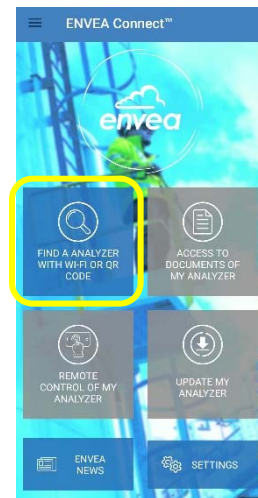 ENVEA Connect™
envea
FIND A ANALYZER
WITH WI-FI OR QR
CODE
ACCESS TO
DOCUMENTS OF
MY ANALYZER
REMOTE
CONTROL OF MY
ANALYZER
UPDATE MY
ANALYZER
ENVEA
NEWS
SETTINGS